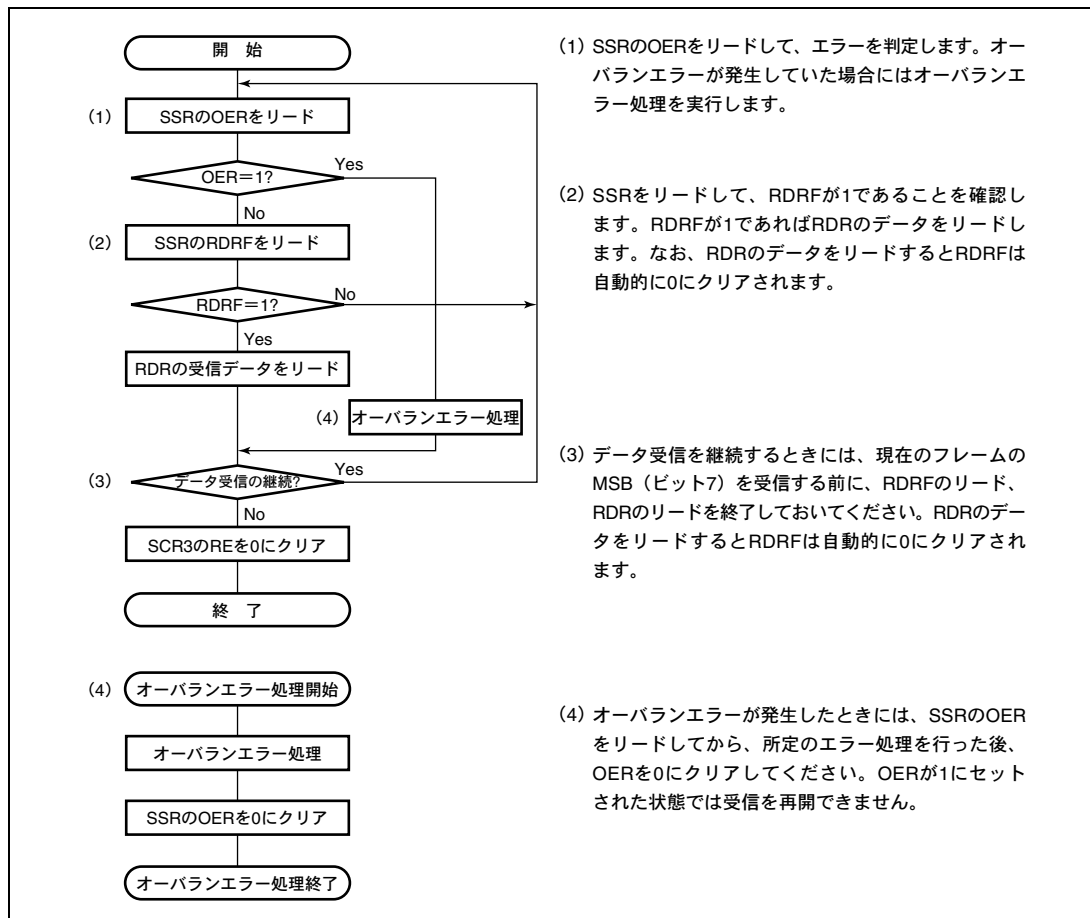 開 始
(1) SSRのOERをリード
OER=1?
Yes
No
(2) SSRのRDRFをリード
RDRF=1?
No
Yes
RDRの受信データをリード
(4) オーバランエラー処理
(3) データ受信の継続?
Yes
No
SCR3のREを0にクリア
終 了
(4) オーバランエラー処理開始
オーバランエラー処理
SSRのOERを0にクリア
オーバランエラー処理終了
(1) SSRのOERをリードして、エラーを判定します。オー
バランエラーが発生していた場合にはオーバランエ
ラー処理を実行します。
(2) SSRをリードして、RDRFが1であることを確認し
ます。RDRFが1であればRDRのデータをリードし
ます。なお、RDRのデータをリードするとRDRFは
自動的に0にクリアされます。
(3) データ受信を継続するときには、現在のフレームの
MSB（ビット7）を受信する前に、RDRFのリード、
RDRのリードを終了しておいてください。RDRのデー
タをリードするとRDRFは自動的に0にクリアされ
ます。
(4) オーバランエラーが発生したときには、SSRのOER
をリードしてから、所定のエラー処理を行った後、
OERを0にクリアしてください。OERが1にセット
された状態では受信を再開できません。